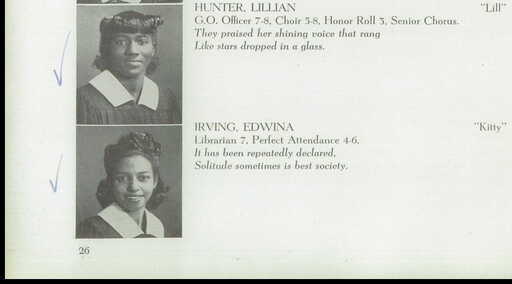 HUNTER, LILLIAN "Lill"
G.O. Officer 7-8, Choir 5-8, Honor Roll 3, Senior Chorus.
They praised her shining voice that rang
Like stars dropped in a glass.
IRVING, EDWINA "Kitty"
Librarian 7, Perfect Attendance 4-6.
It has been repeatedly declared,
Solitude sometimes is best society.
26